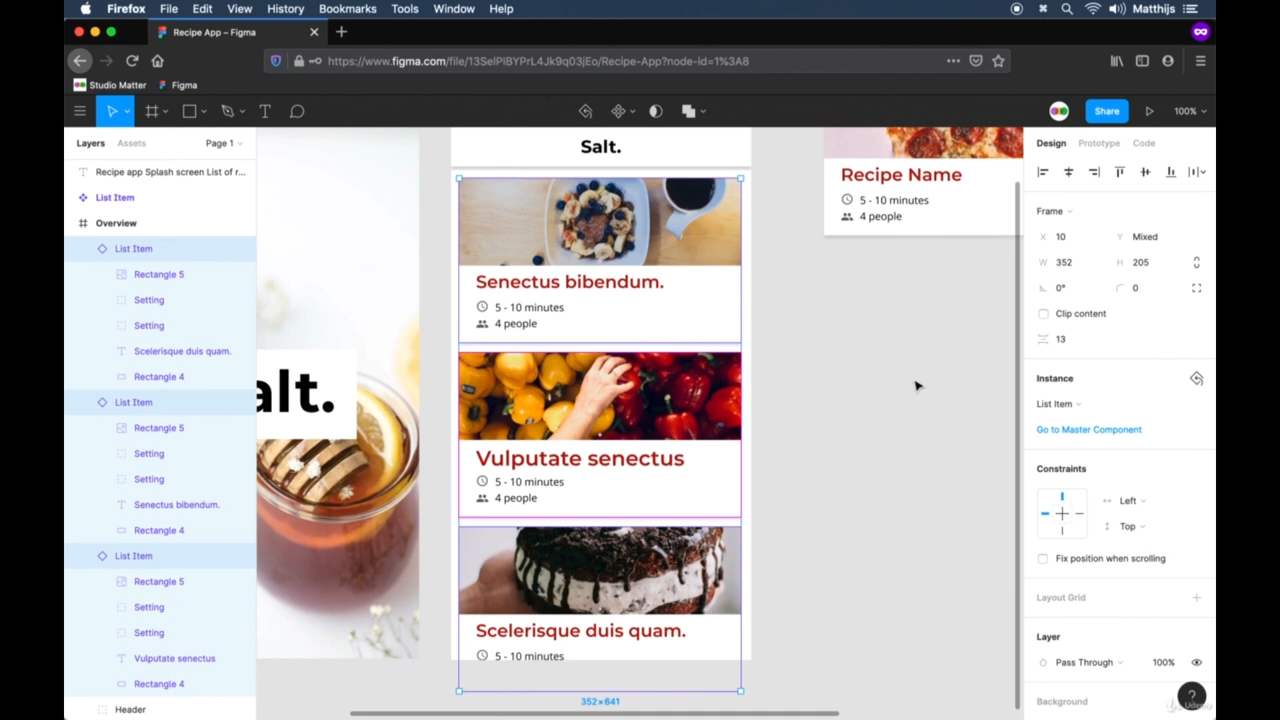 Firefox File Edit View History Bookmarks Tools Window Help Matthijs
Recipe App – Figma
https://www.figma.com/file/13SelPlBYPrL4Jk9q03jEo/Recipe-App?node-id=1%3A8
Studio Matter Figma
Share 100%
Layers Assets Page 1
Recipe app Splash screen List of r...
List Item
Overview
List Item
Rectangle 5
Setting
Setting
Scelerisque duis quam.
Rectangle 4
List Item
Rectangle 5
Setting
Setting
Senectus bibendum.
Rectangle 4
List Item
Rectangle 5
Setting
Setting
Vulputate senectus
Rectangle 4
Header
alt.
Salt.
Senectus bibendum.
5 - 10 minutes
4 people
Vulputate senectus
5 - 10 minutes
4 people
Scelerisque duis quam.
5 - 10 minutes
352 × 641
Recipe Name
5 - 10 minutes
4 people
Design Prototype Code
Frame
X 10 Y Mixed
W 352 H 205
0° 0
Clip content
13
Instance
List Item
Go to Master Component
Constraints
Left
Top
Fix position when scrolling
Layout Grid
Layer
Pass Through 100%
Background
?
Udemy